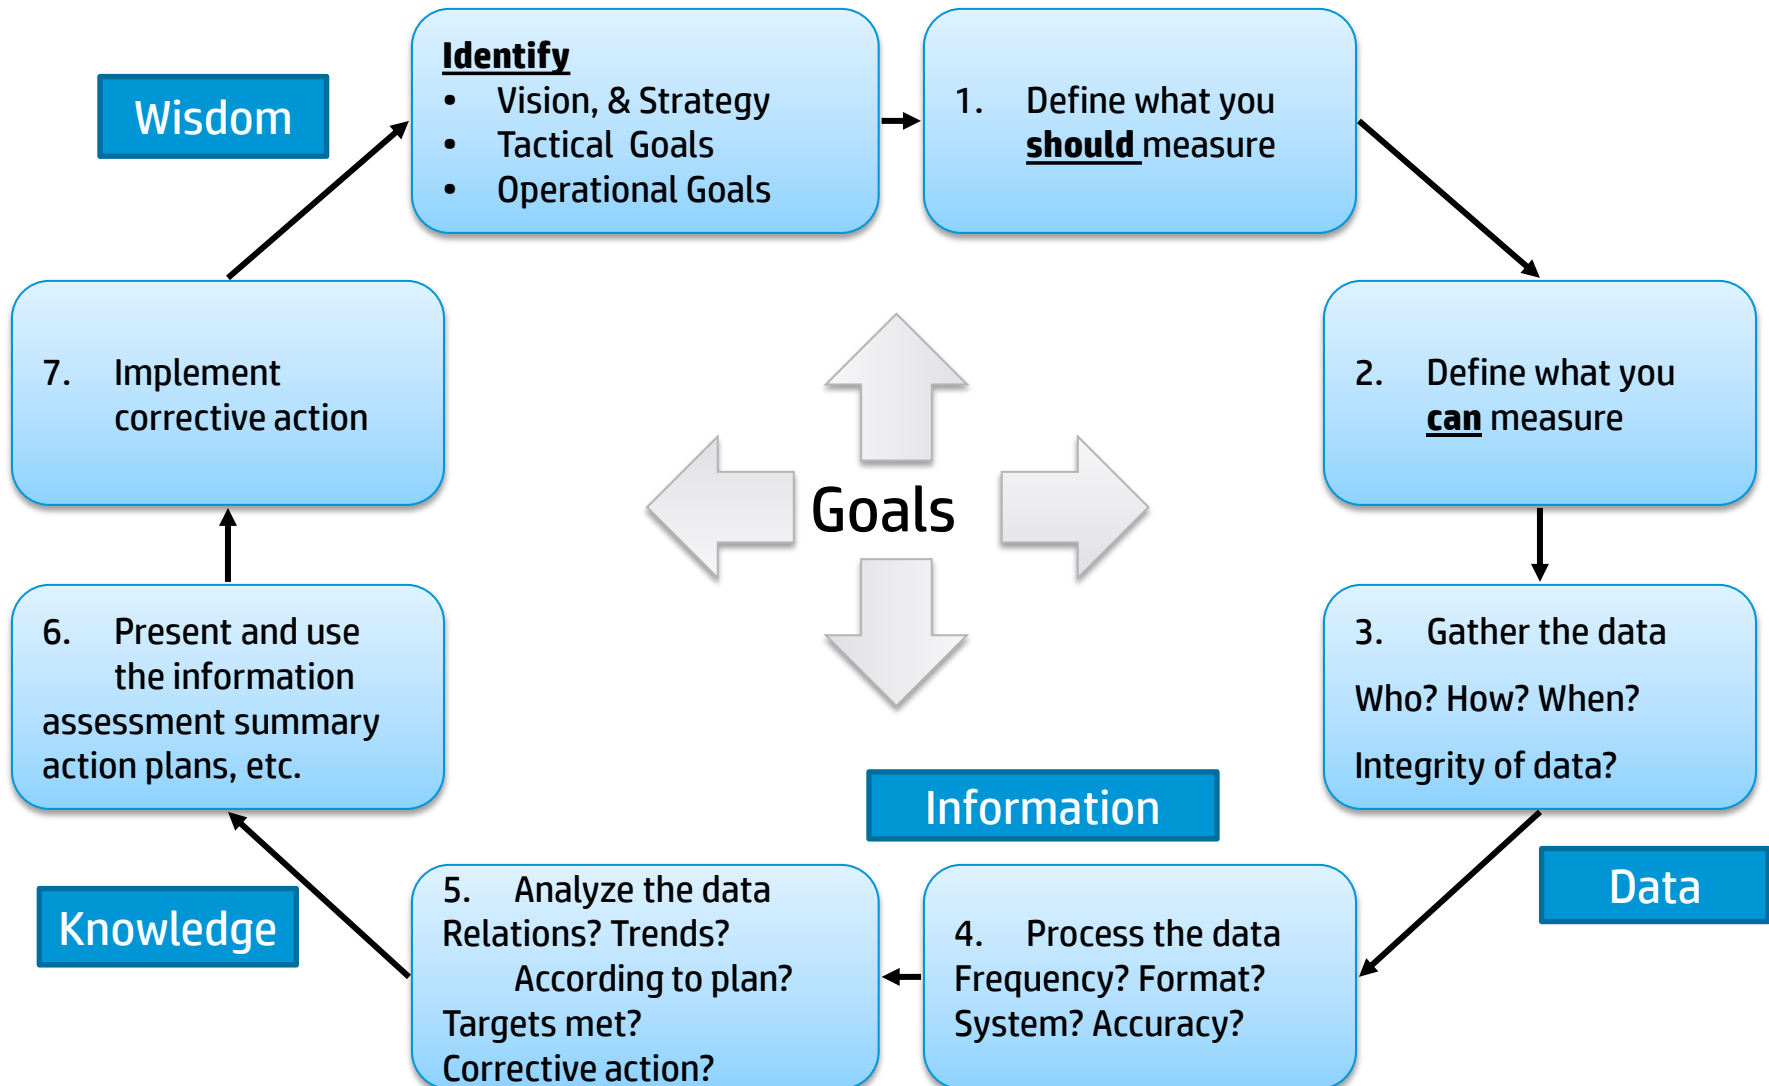 Wisdom
Identify
• Vision, & Strategy
• Tactical Goals
• Operational Goals
1. Define what you
should measure
2. Define what you
can measure
3. Gather the data
Who? How? When?
Integrity of data?
Data
Information
4. Process the data
Frequency? Format?
System? Accuracy?
5. Analyze the data
Relations? Trends?
According to plan?
Targets met?
Corrective action?
Knowledge
6. Present and use
the information
assessment summary
action plans, etc.
7. Implement
corrective action
Goals